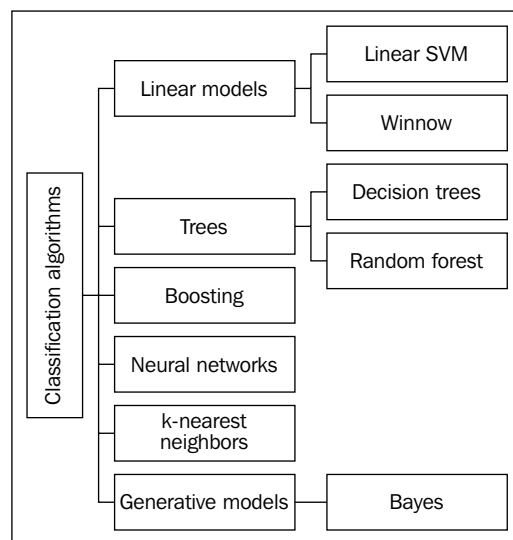 Classification algorithms
Linear models
Linear SVM
Winnow
Trees
Decision trees
Random forest
Boosting
Neural networks
k-nearest
neighbors
Generative models
Bayes